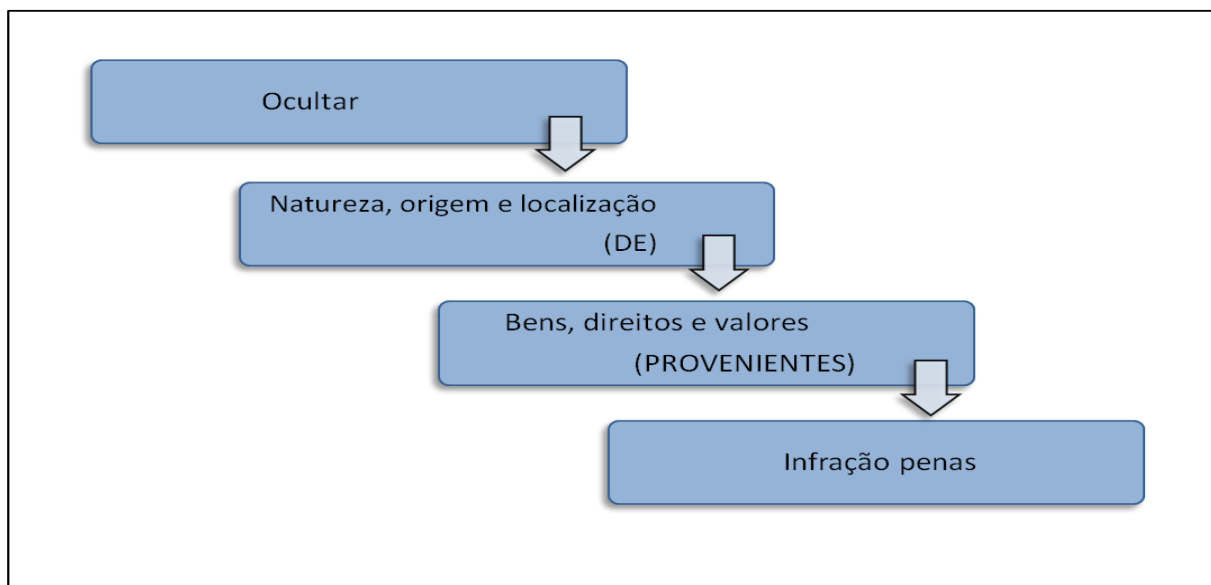 Ocultar
Natureza, origem e localização
(DE)
Bens, direitos e valores
(PROVENIENTES)
Infração penas